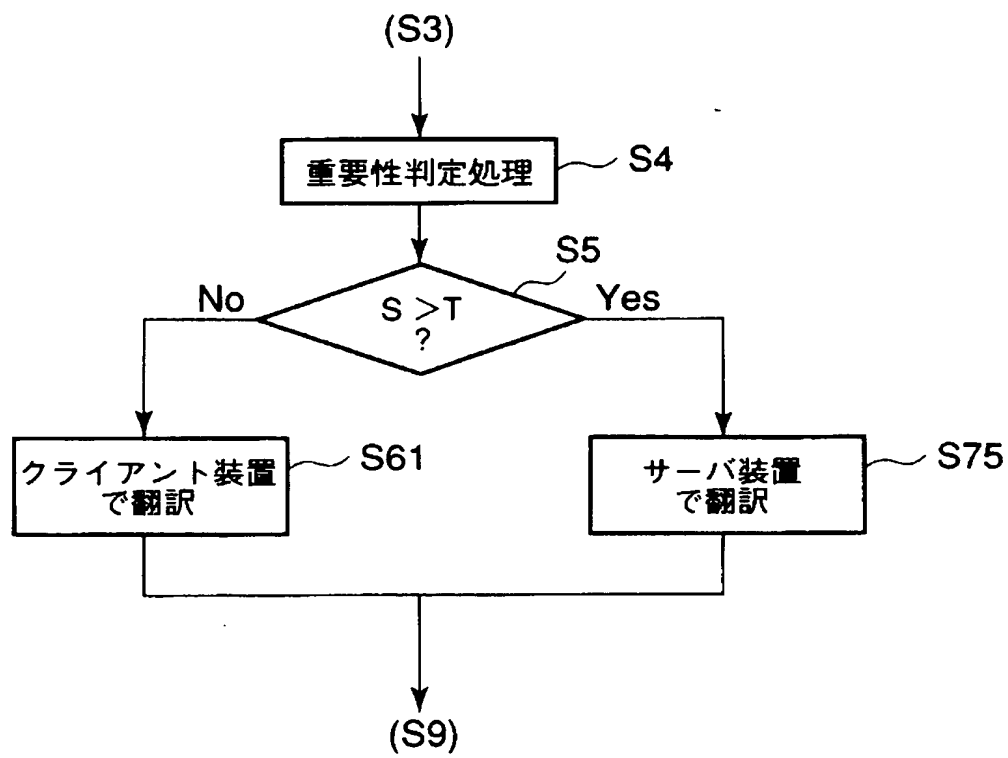 (S3)
重要性判定処理
S4
S5
No
S >T
?
Yes
クライアント装置
で翻訳
S61
サーバ装置
で翻訳
S75
(S9)